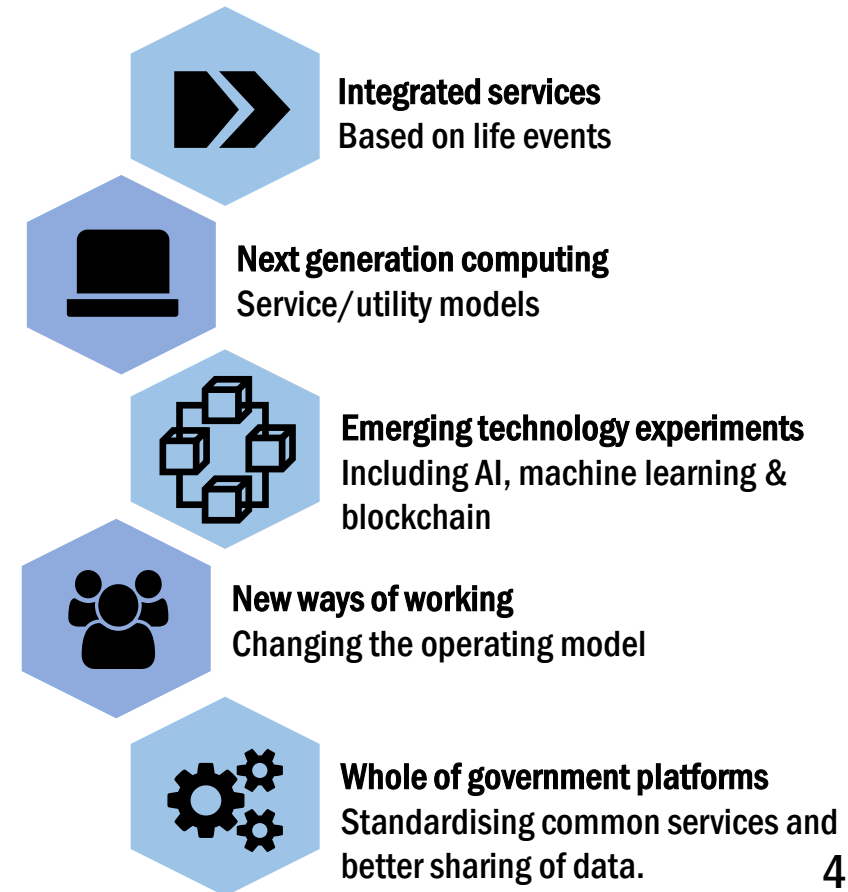 Integrated services
Based on life events
Next generation computing
Service/utility models
Emerging technology experiments
Including AI, machine learning &
blockchain
New ways of working
Changing the operating model
Whole of government platforms
Standardising common services and
better sharing of data.
4